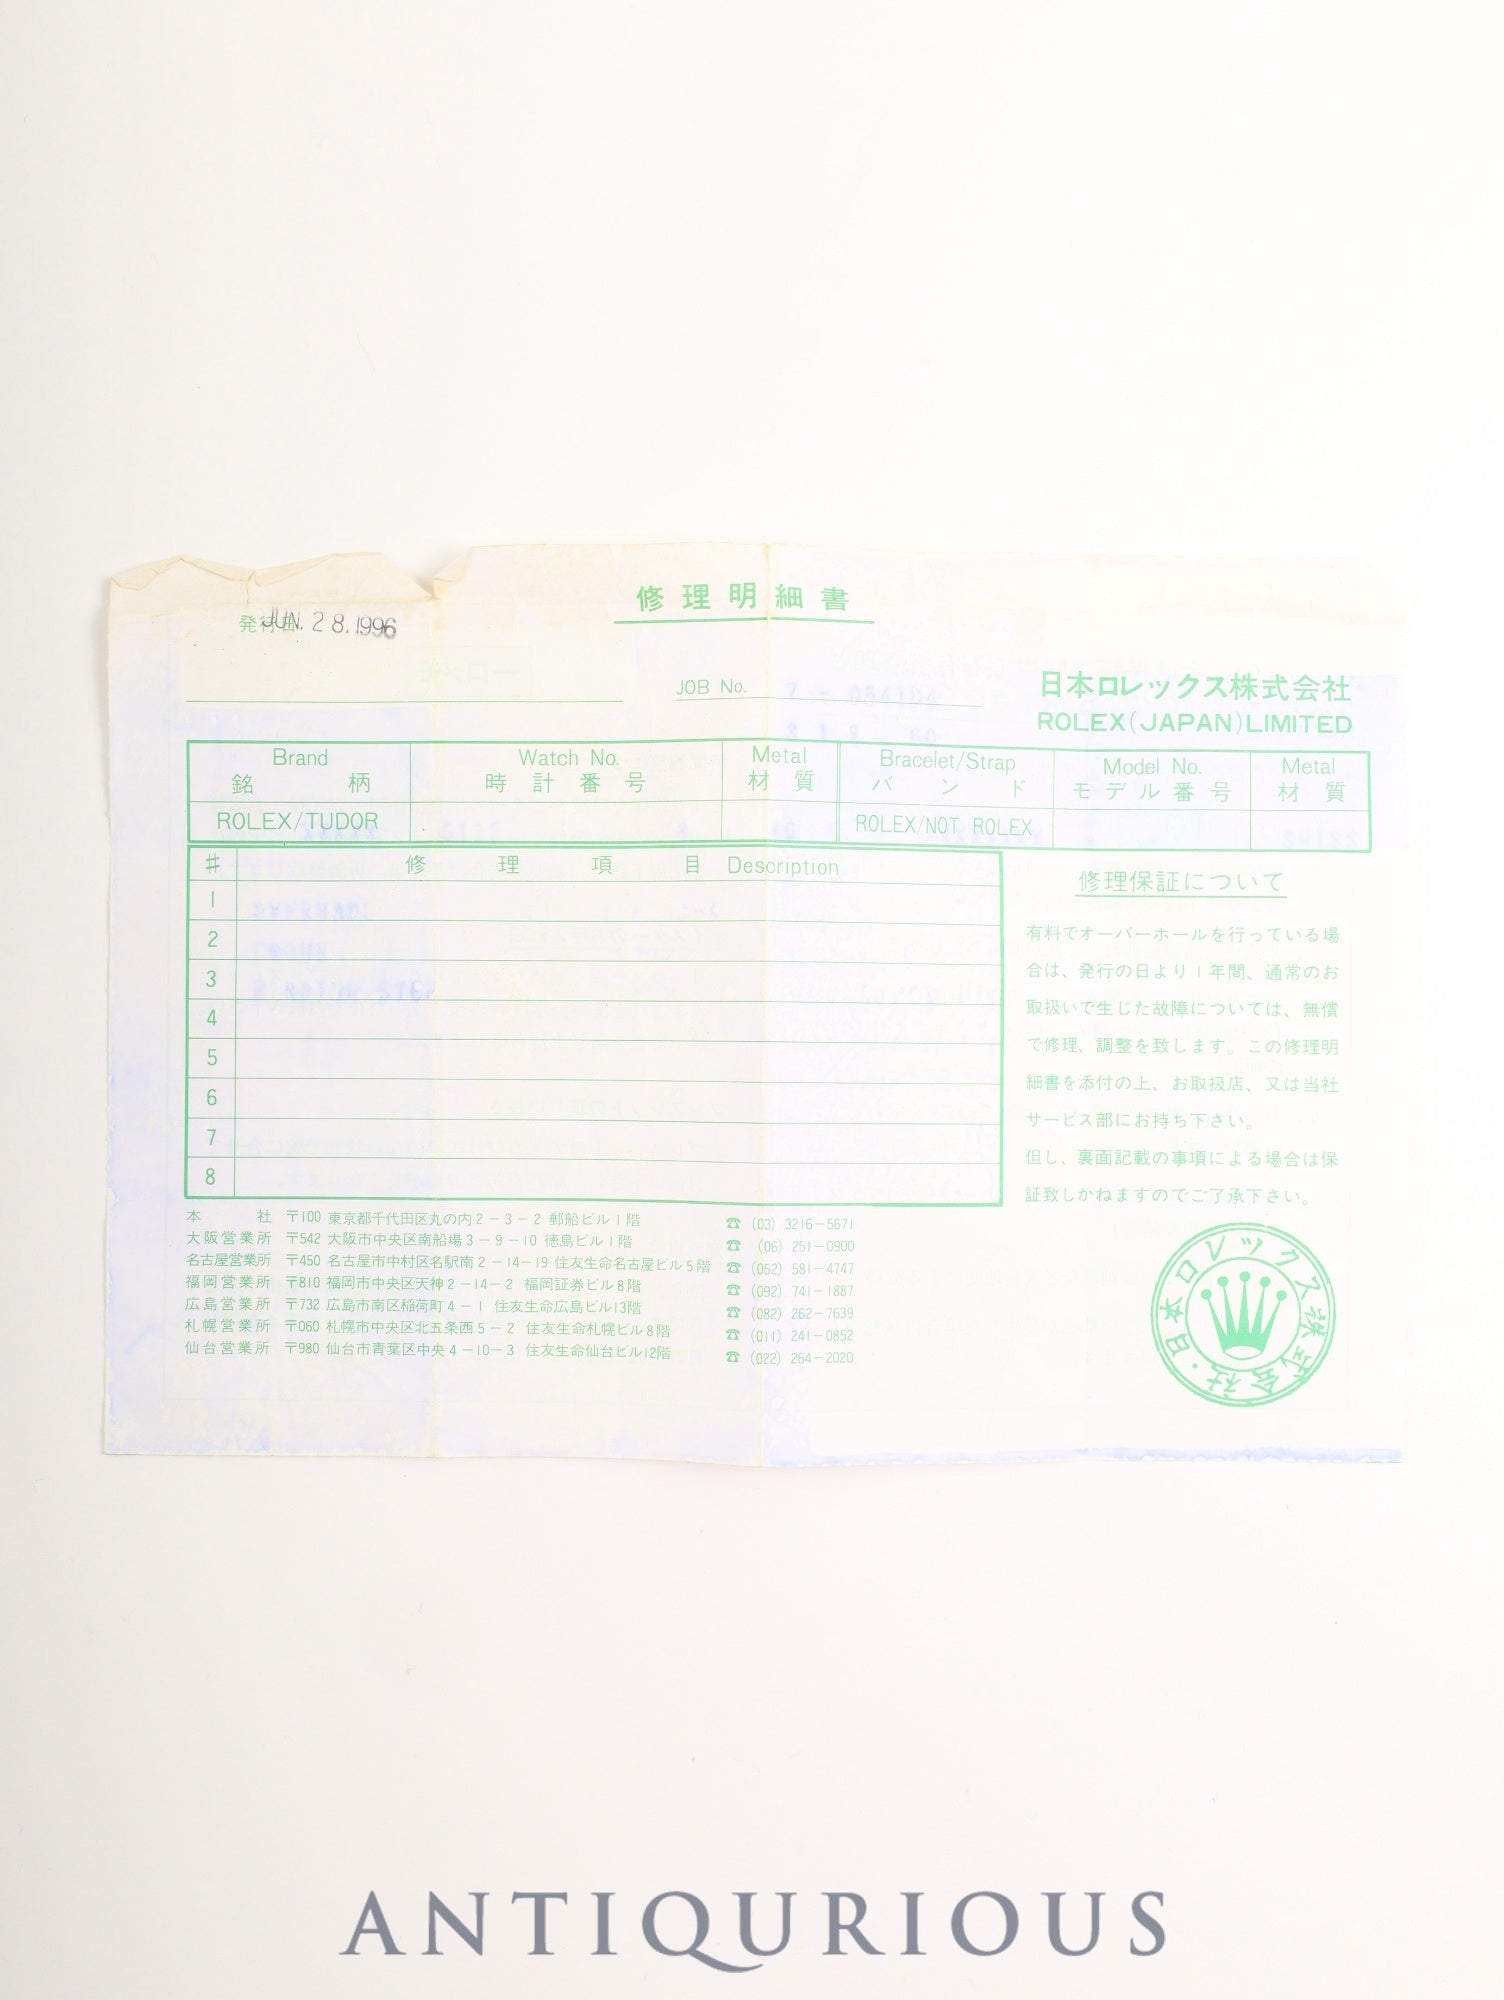 修理明細書
発行日 JUN. 28. 1996
JOB No.
日本ロレックス株式会社
ROLEX(JAPAN)LIMITED
Brand Watch No. Metal Bracelet/Strap Model No. Metal
銘柄 時計番号 材質 バンド モデル番号 材質
ROLEX/TUDOR ROLEX/NOT ROLEX
# 修理項目 Description
1
2
3
4
5
6
7
8
修理保証について
有料でオーバーホールを行っている場
合は、発行の日より1年間、通常のお
取扱いで生じた故障については、無償
で修理、調整を致します。この修理明
細書を添付の上、お取扱店、又は当社
サービス部にお持ち下さい。
但し、裏面記載の事項による場合は保
証致しかねますのでご了承下さい。
本社 〒100 東京都千代田区丸の内2-3-2 郵船ビル1階 ☎ (03) 3216-5671
大阪営業所 〒542 大阪市中央区南船場3-9-10 徳島ビル1階 ☎ (06) 251-0900
名古屋営業所 〒450 名古屋市中村区名駅南2-14-19 住友生命名古屋ビル5階 ☎ (052) 581-4747
福岡営業所 〒810 福岡市中央区天神2-14-2 福岡証券ビル8階 ☎ (092) 741-1887
広島営業所 〒732 広島市南区稲荷町4-1 住友生命広島ビル13階 ☎ (082) 262-7639
札幌営業所 〒060 札幌市中央区北五条西5-2 住友生命札幌ビル8階 ☎ (011) 241-0852
仙台営業所 〒980 仙台市青葉区中央4-10-3 住友生命仙台ビル12階 ☎ (022) 264-2020
日本ロレックス株式会社・
ANTIQURIOUS